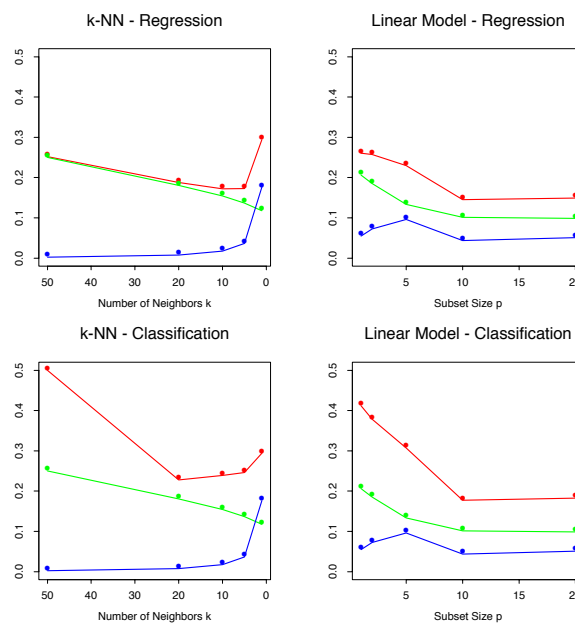 k-NN - Regression
0.0 0.1 0.2 0.3 0.4 0.5
50 40 30 20 10 0
Number of Neighbors k
Linear Model - Regression
0.0 0.1 0.2 0.3 0.4 0.5
5 10 15 2
Subset Size p
k-NN - Classification
0.0 0.1 0.2 0.3 0.4 0.5
50 40 30 20 10 0
Number of Neighbors k
Linear Model - Classification
0.0 0.1 0.2 0.3 0.4 0.5
5 10 15 2
Subset Size p